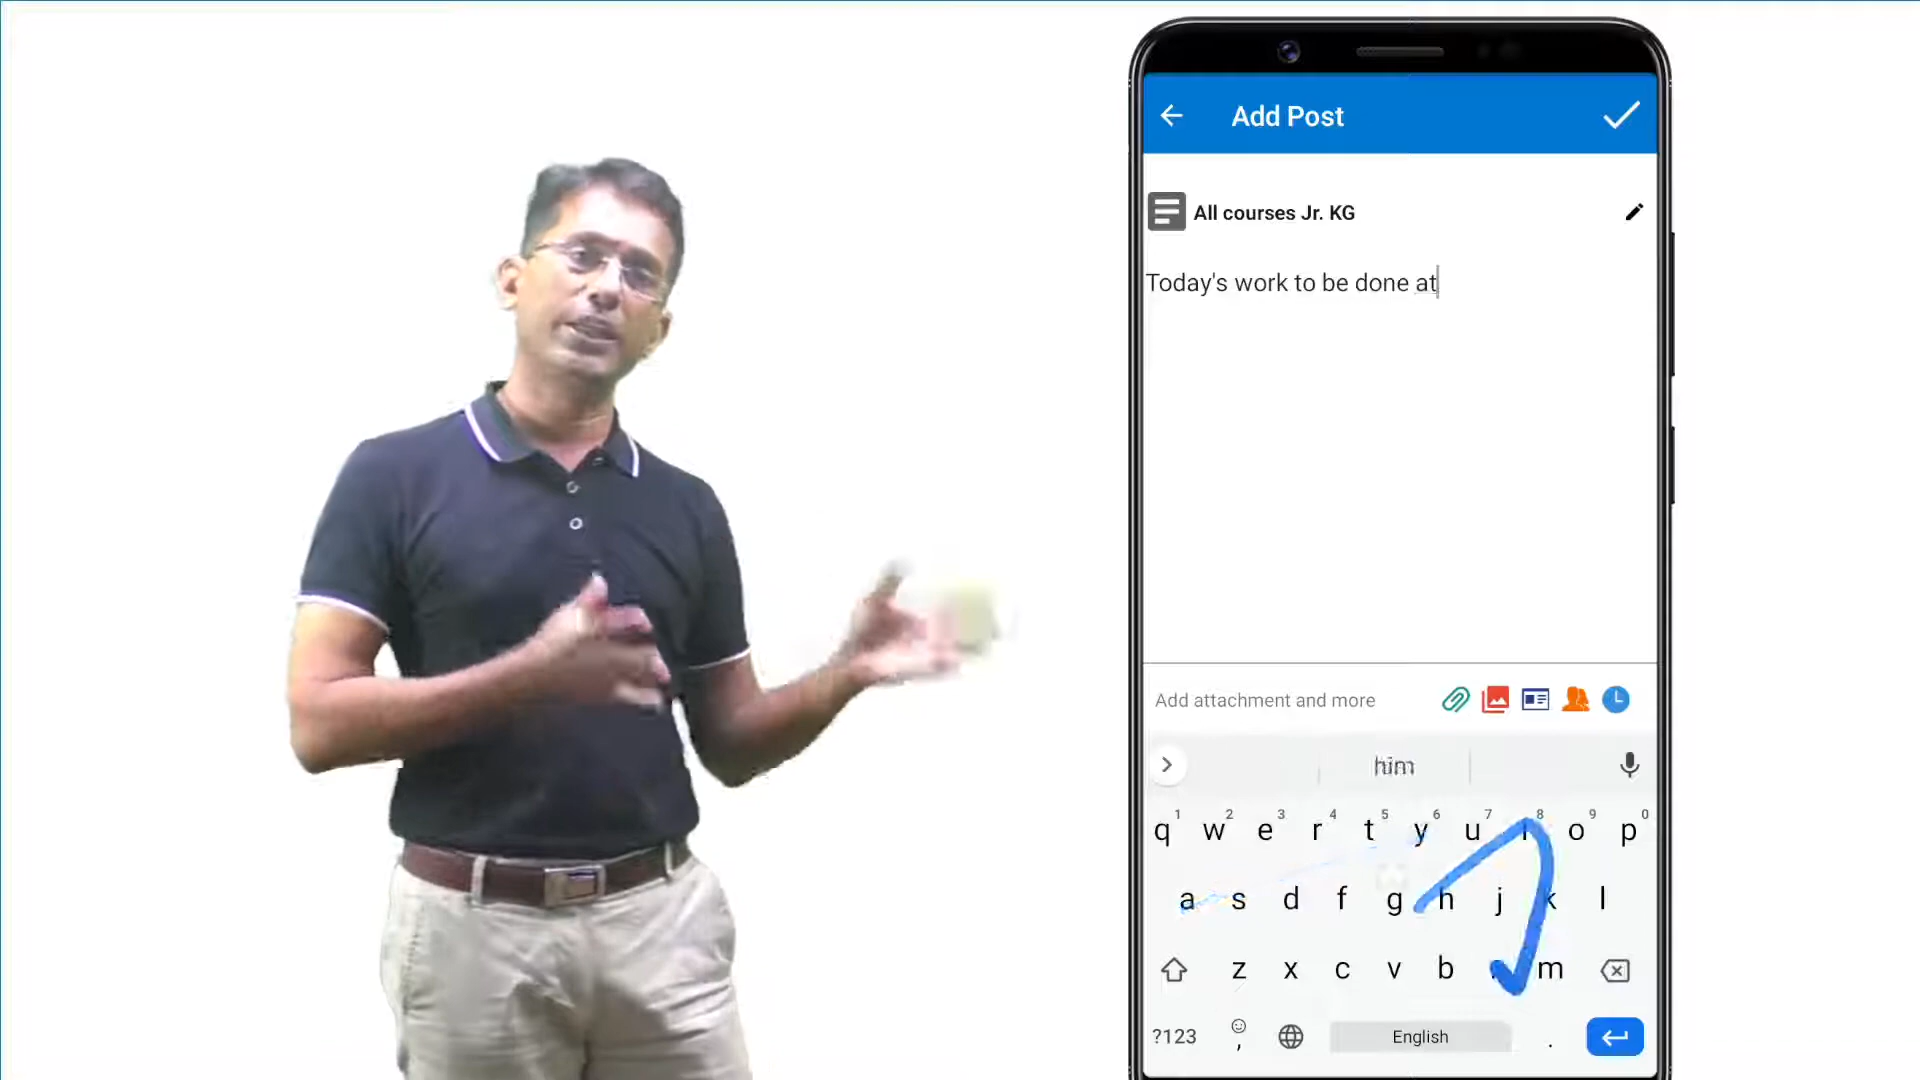 Add Post
All courses Jr. KG
Today's work to be done at
Add attachment and more
him
1 2 3 4 5 6 7 8 9 0
q w e r t y u i o p
a s d f g h j k l
z x c v b m
?123 , English .